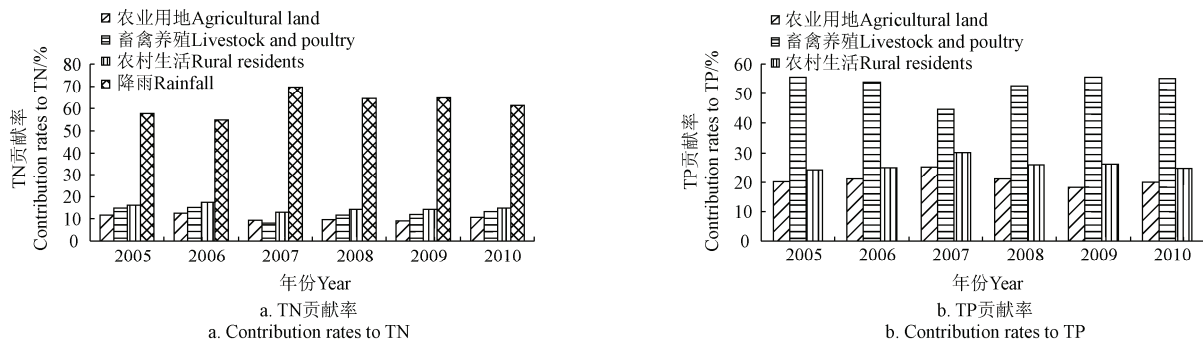 农业用地Agricultural land
畜禽养殖Livestock and poultry
农村生活Rural residents
降雨Rainfall
TN贡献率
Contribution rates to TN/%
80
70
60
50
40
30
20
10
0
2005 2006 2007 2008 2009 2010
年份Year
a. TN贡献率
a. Contribution rates to TN
农业用地Agricultural land
畜禽养殖Livestock and poultry
农村生活Rural residents
TP贡献率
Contribution rates to TP/%
60
50
40
30
20
10
0
2005 2006 2007 2008 2009 2010
年份Year
b. TP贡献率
b. Contribution rates to TP